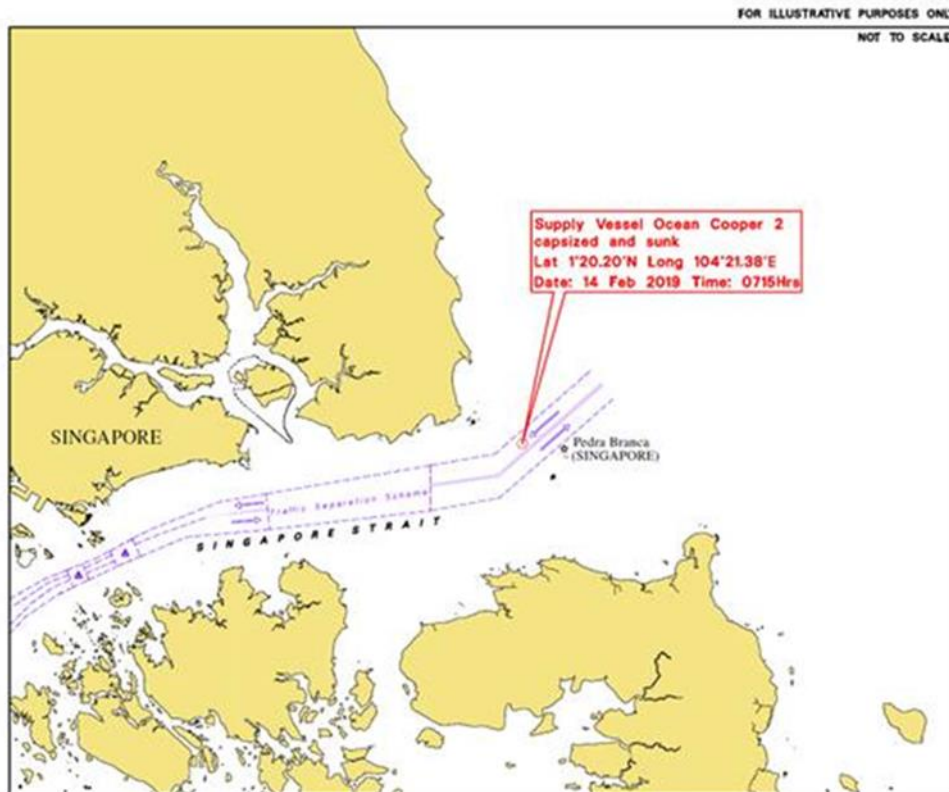 FOR ILLUSTRATIVE PURPOSES ONL
NOT TO SCALE
Supply Vessel Ocean Cooper 2
capsized and sunk
Lat 1°20.20'N Long 104°21.38'E
Date: 14 Feb 2019 Time: 0715Hrs
SINGAPORE
Pedra Branca
(SINGAPORE)
Traffic Separation Scheme
SINGAPORE STRAIT